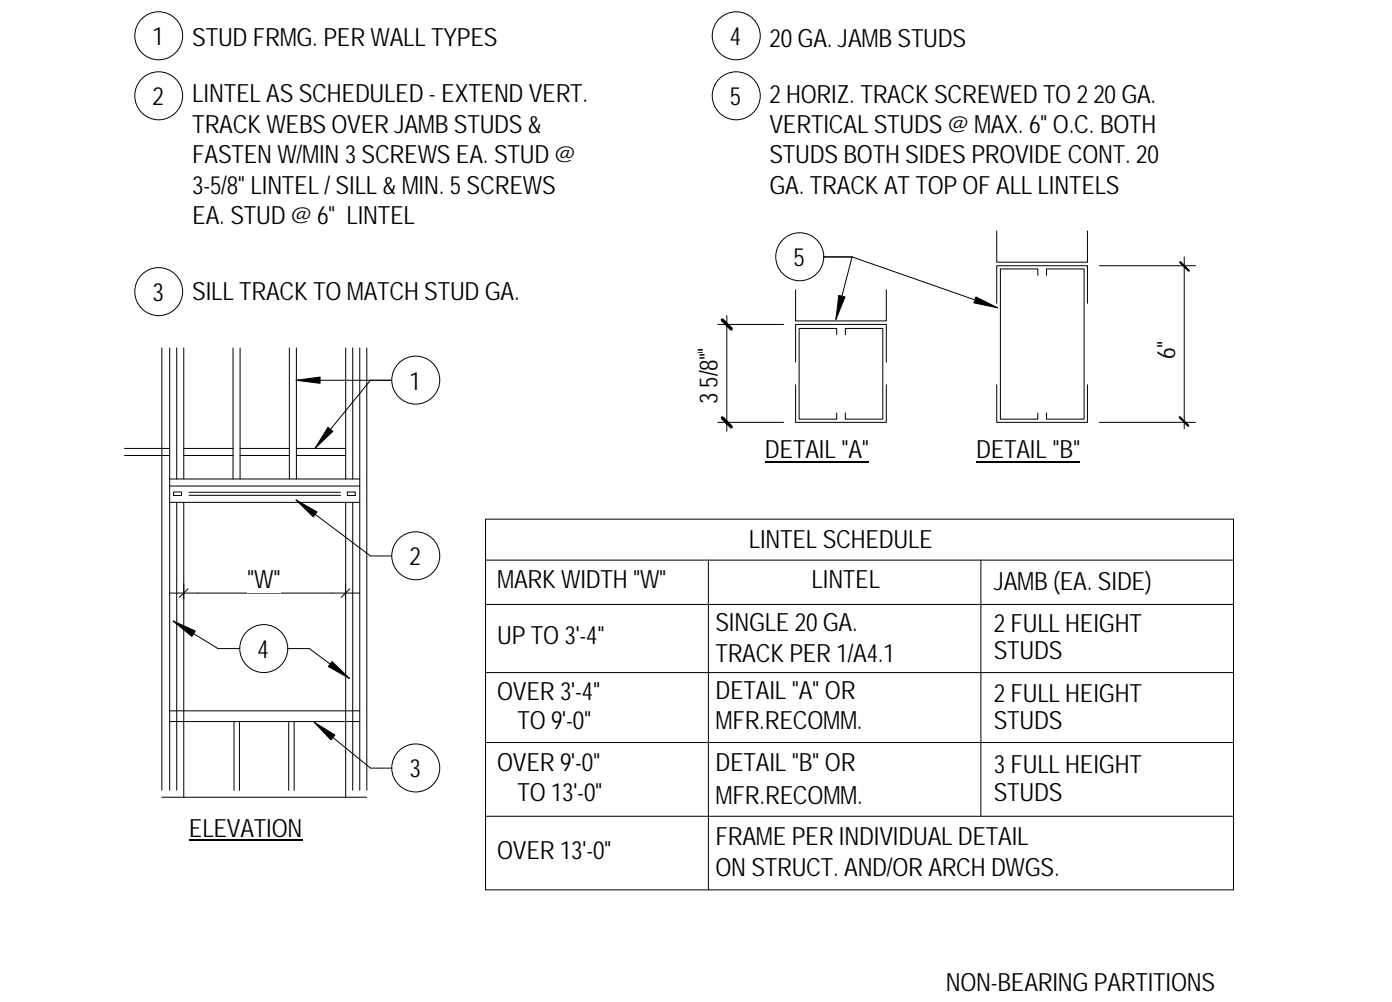 1 STUD FRMG. PER WALL TYPES
2 LINTEL AS SCHEDULED - EXTEND VERT.
TRACK WEBS OVER JAMB STUDS &
FASTEN W/MIN 3 SCREWS EA. STUD @
3-5/8" LINTEL / SILL & MIN. 5 SCREWS
EA. STUD @ 6" LINTEL
3 SILL TRACK TO MATCH STUD GA.
4 20 GA. JAMB STUDS
5 2 HORIZ. TRACK SCREWED TO 2 20 GA.
VERTICAL STUDS @ MAX. 6" O.C. BOTH
STUDS BOTH SIDES PROVIDE CONT. 20
GA. TRACK AT TOP OF ALL LINTELS
5
3 5/8""
6"
DETAIL "A"
DETAIL "B"
1
2
"W"
4
3
ELEVATION
LINTEL SCHEDULE
MARK WIDTH "W"
LINTEL
JAMB (EA. SIDE)
UP TO 3'-4"
SINGLE 20 GA.
TRACK PER 1/A4.1
2 FULL HEIGHT
STUDS
OVER 3'-4"
TO 9'-0"
DETAIL "A" OR
MFR.RECOMM.
2 FULL HEIGHT
STUDS
OVER 9'-0"
TO 13'-0"
DETAIL "B" OR
MFR.RECOMM.
3 FULL HEIGHT
STUDS
OVER 13'-0"
FRAME PER INDIVIDUAL DETAIL
ON STRUCT. AND/OR ARCH DWGS.
NON-BEARING PARTITIONS